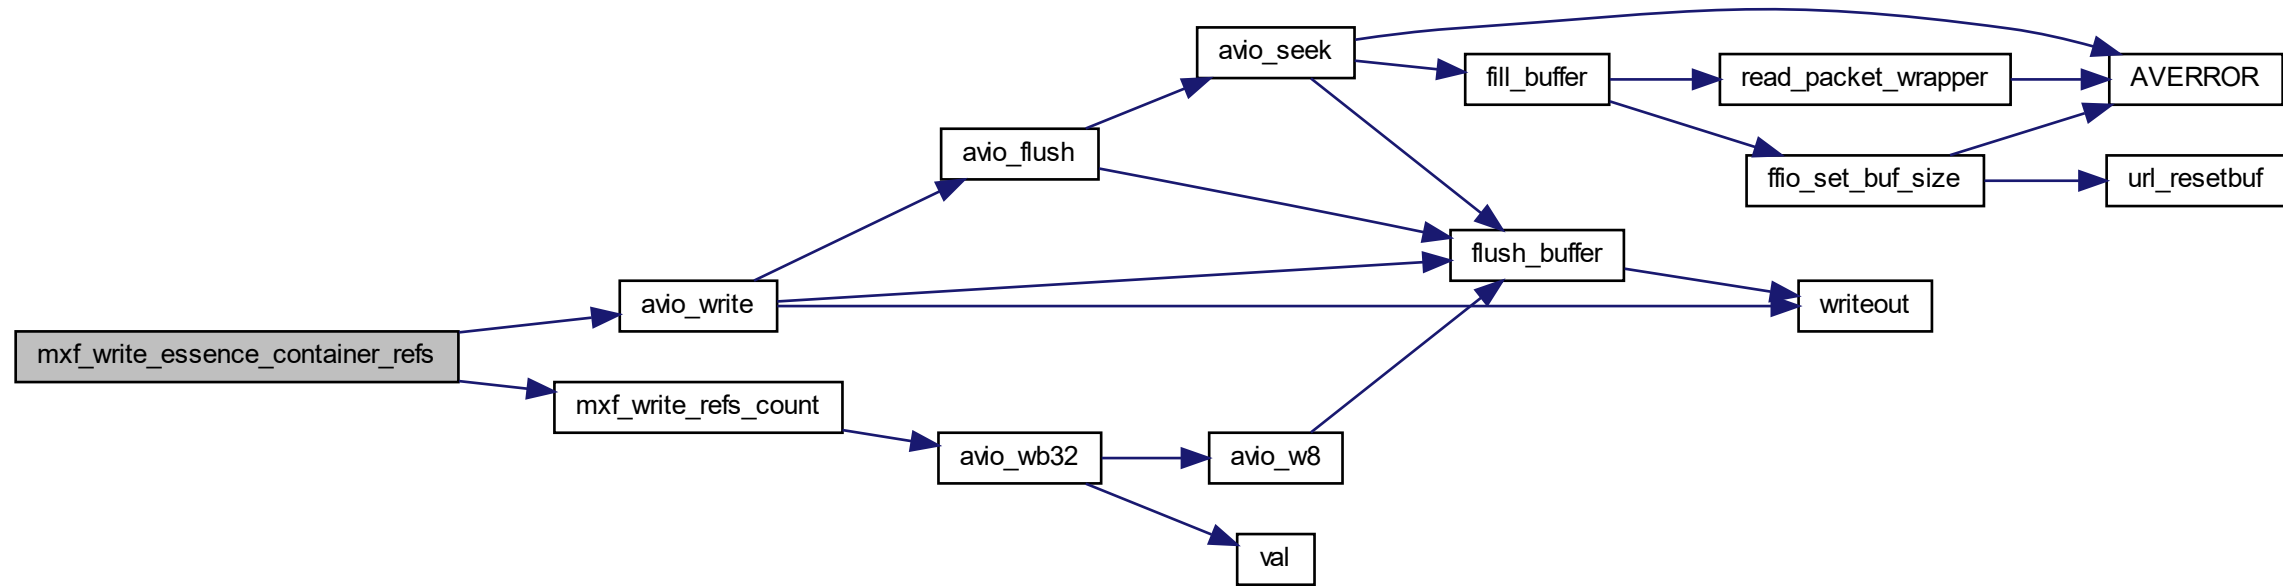 avio_seek
fill_buffer
read_packet_wrapper
AVERROR
avio_flush
ffio_set_buf_size
url_resetbuf
flush_buffer
avio_write
writeout
mxf_write_essence_container_refs
mxf_write_refs_count
avio_wb32
avio_w8
val